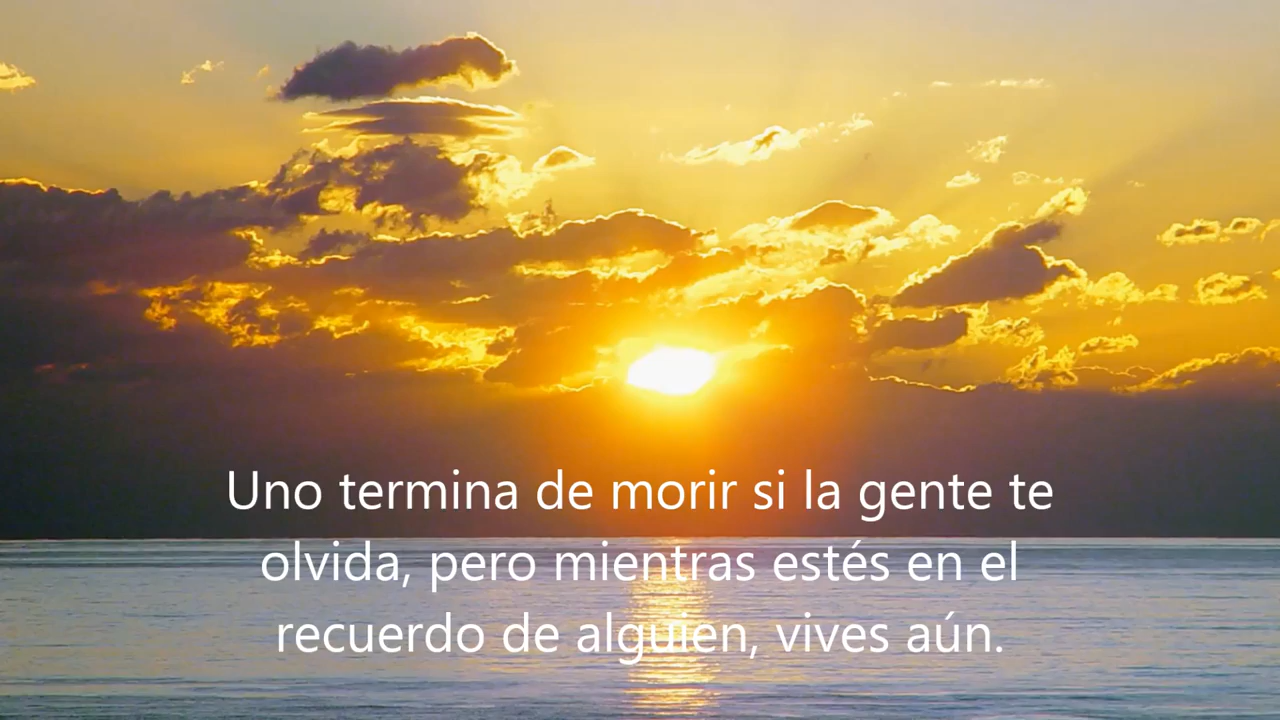 Uno termina de morir si la gente te
olvida, pero mientras estés en el
recuerdo de alguien, vives aún.